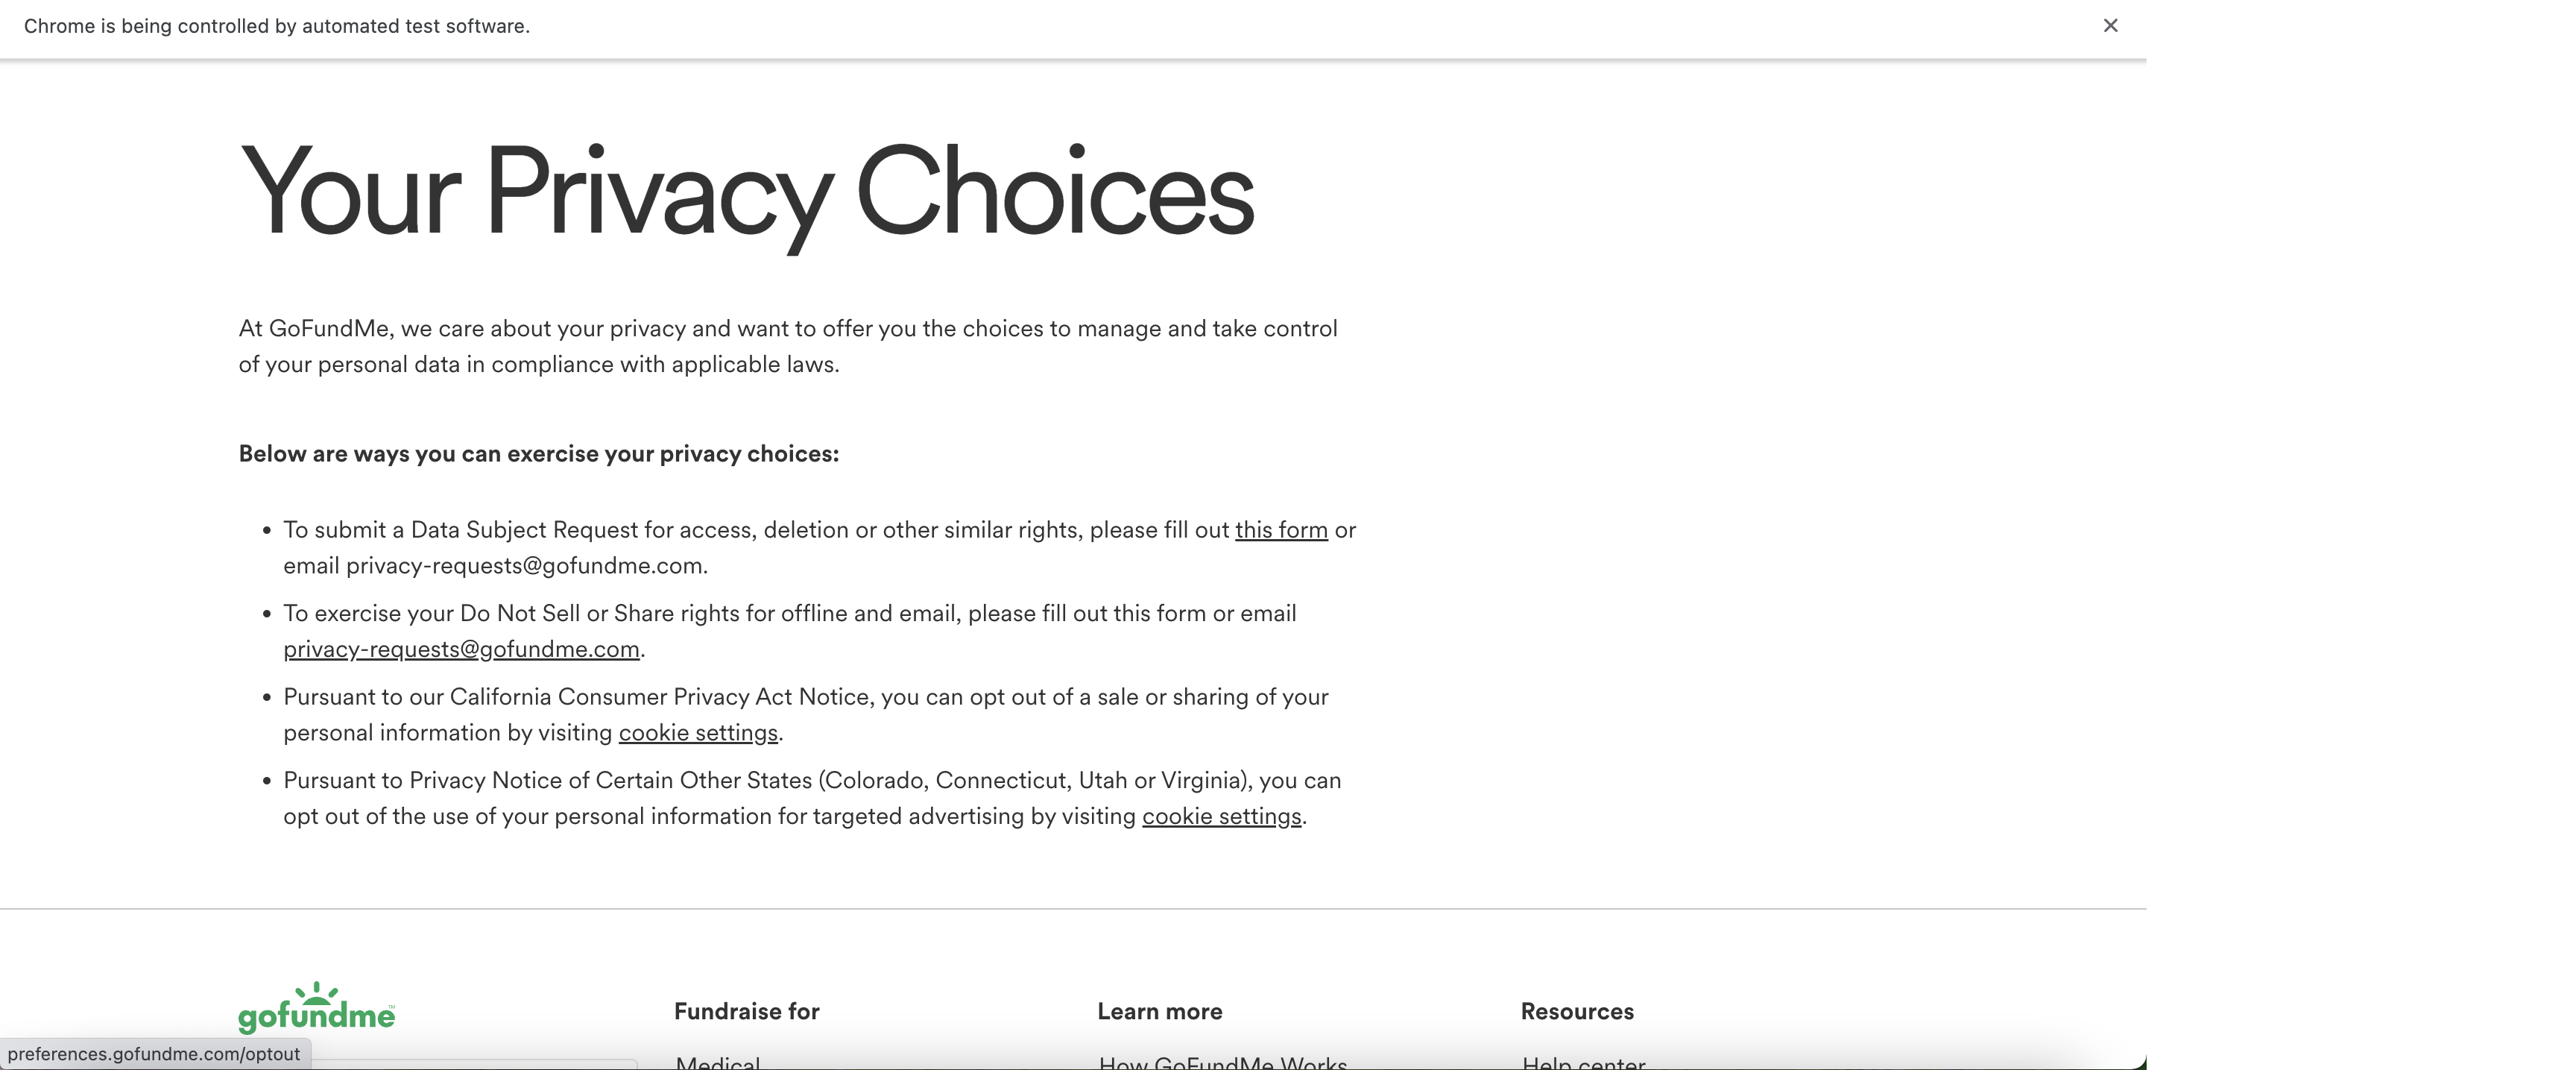 Chrome is being controlled by automated test software.
Your Privacy Choices
At GoFundMe, we care about your privacy and want to offer you the choices to manage and take control
of your personal data in compliance with applicable laws.
Below are ways you can exercise your privacy choices:
• To submit a Data Subject Request for access, deletion or other similar rights, please fill out this form or
email privacy-requests@gofundme.com.
• To exercise your Do Not Sell or Share rights for offline and email, please fill out this form or email
privacy-requests@gofundme.com.
• Pursuant to our California Consumer Privacy Act Notice, you can opt out of a sale or sharing of your
personal information by visiting cookie settings.
• Pursuant to Privacy Notice of Certain Other States (Colorado, Connecticut, Utah or Virginia), you can
opt out of the use of your personal information for targeted advertising by visiting cookie settings.
gofundme™
Fundraise for
Learn more
Resources
preferences.gofundme.com/optout
Medical
How GoFundMe Works
Help center